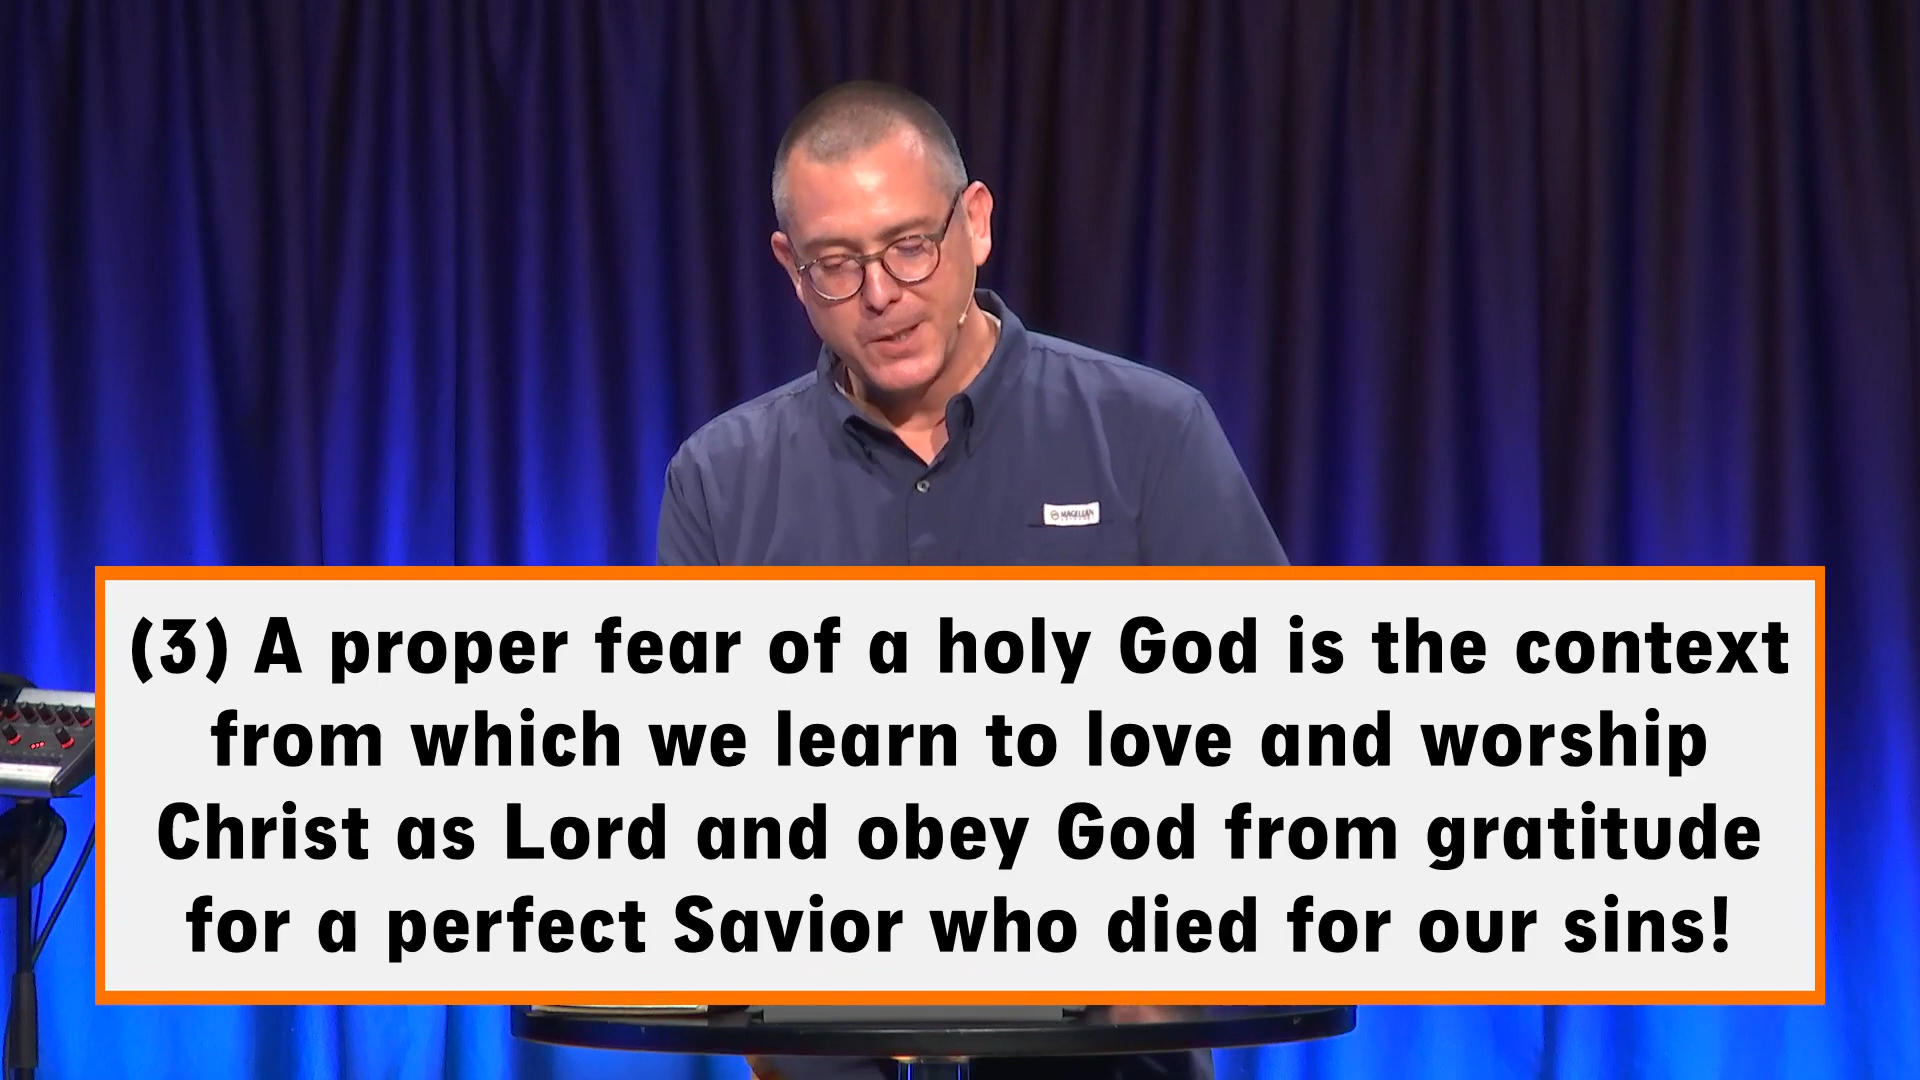 MAGELLAN
(3) A proper fear of a holy God is the context
from which we learn to love and worship
Christ as Lord and obey God from gratitude
for a perfect Savior who died for our sins!